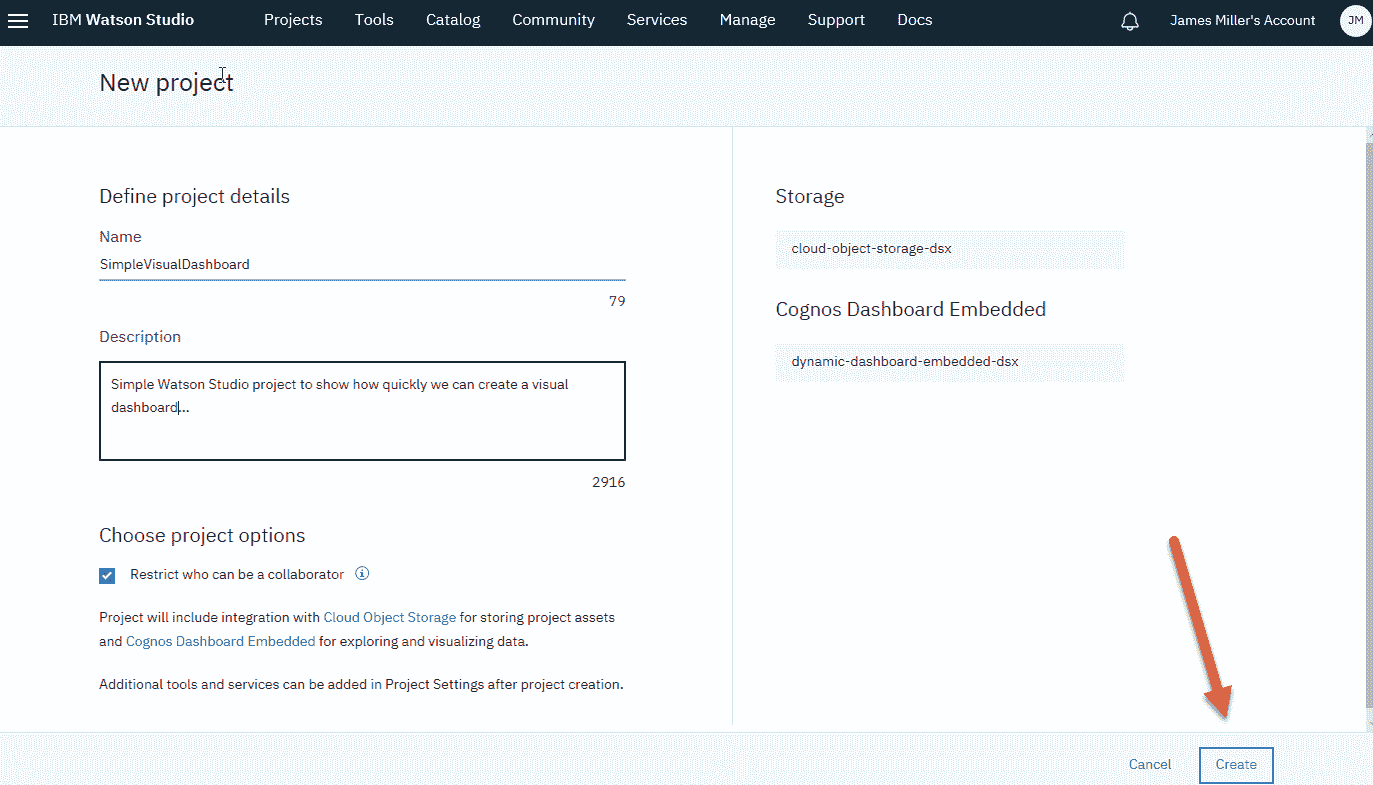 IBM Watson Studio Projects Tools Catalog Community Services Manage Support Docs James Miller's Account JM
New project
Define project details
Name
SimpleVisualDashboard
79
Description
Simple Watson Studio project to show how quickly we can create a visual
dashboard...
2916
Choose project options
Restrict who can be a collaborator
Project will include integration with Cloud Object Storage for storing project assets
and Cognos Dashboard Embedded for exploring and visualizing data.
Additional tools and services can be added in Project Settings after project creation.
Storage
cloud-object-storage-dsx
Cognos Dashboard Embedded
dynamic-dashboard-embedded-dsx
Cancel Create